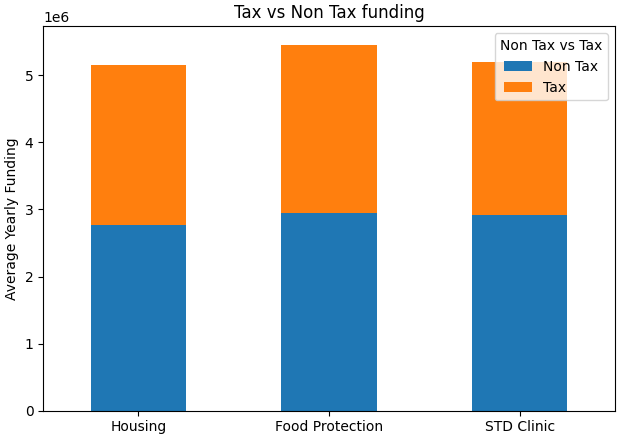 Tax vs Non Tax funding
1e6
Average Yearly Funding
5
4
3
2
1
0
Non Tax vs Tax
Non Tax
Tax
Housing
Food Protection
STD Clinic